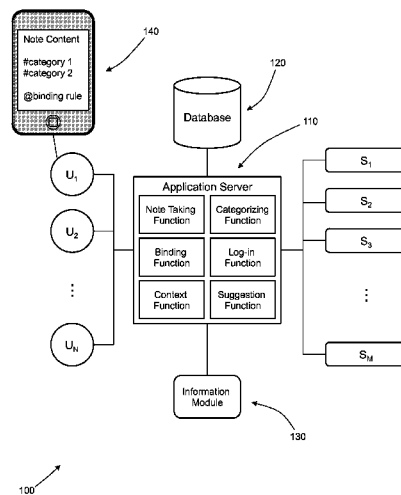 Note Content
#category 1
#category 2
@binding rule
140
120
Database
110
U1
U2
⋮
UN
Application Server
Note Taking Function
Categorizing Function
Binding Function
Log-in Function
Context Function
Suggestion Function
S1
S2
S3
⋮
SM
Information Module
130
100